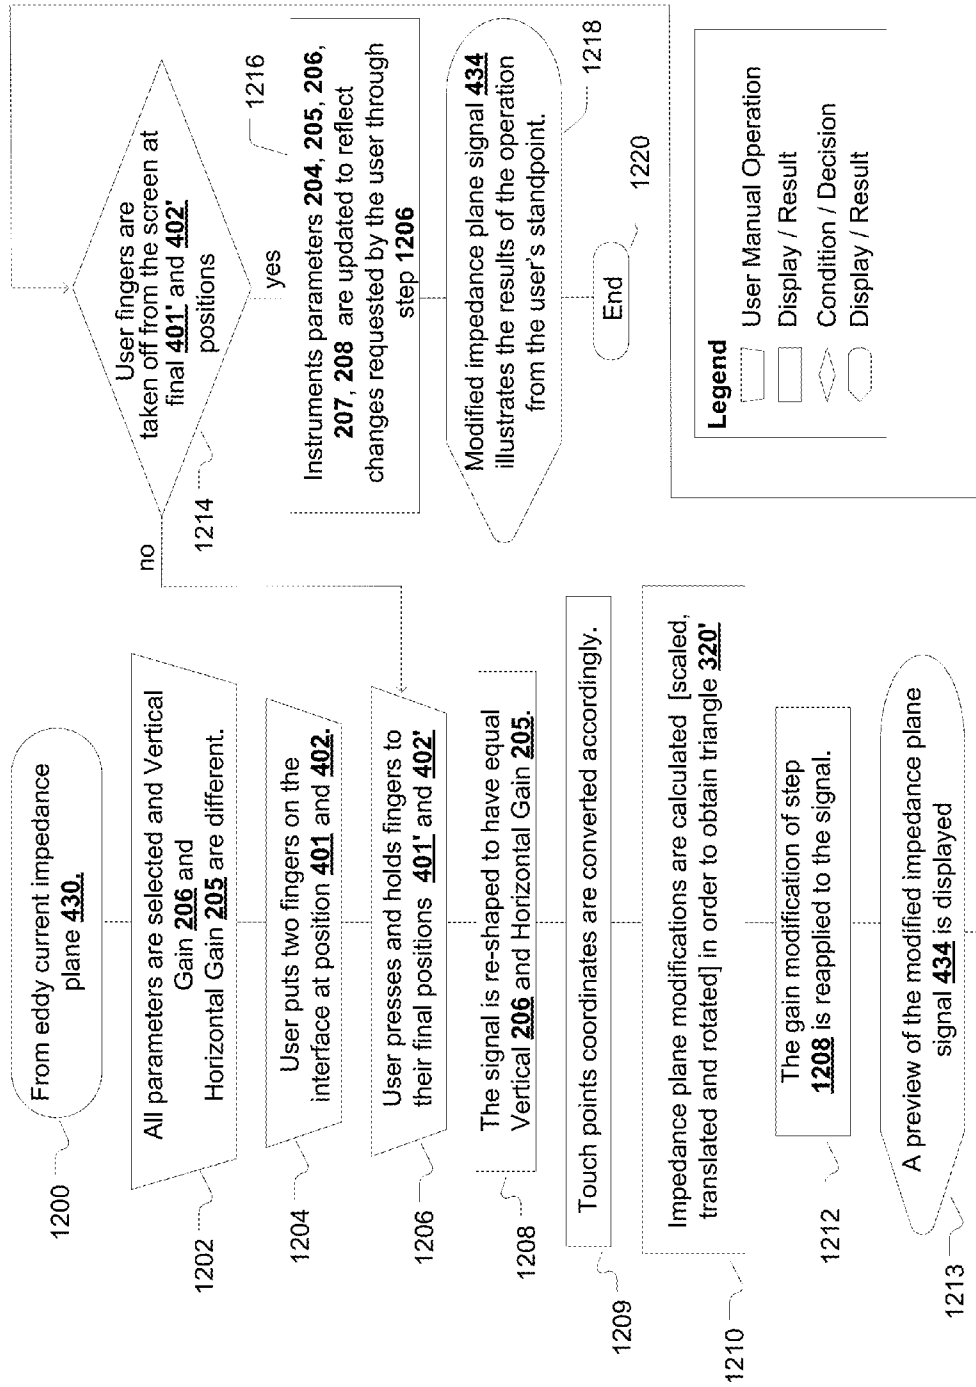 From eddy current impedance
plane 430.
1200
All parameters are selected and Vertical
Gain 206 and
Horizontal Gain 205 are different.
1202
User puts two fingers on the
interface at position 401 and 402.
1204
User presses and holds fingers to
their final positions 401' and 402'
1206
The signal is re-shaped to have equal
Vertical 206 and Horizontal Gain 205.
1208
Touch points coordinates are converted accordingly.
1209
Impedance plane modifications are calculated [scaled,
translated and rotated] in order to obtain triangle 320'
1210
The gain modification of step
1208 is reapplied to the signal.
1212
A preview of the modified impedance plane
signal 434 is displayed
1213
User fingers are
taken off from the screen at
final 401' and 402'
positions
1214
no
yes
Instruments parameters 204, 205, 206,
207, 208 are updated to reflect
changes requested by the user through
step 1206
1216
Modified impedance plane signal 434
illustrates the results of the operation
from the user's standpoint.
1218
End
1220
Legend
User Manual Operation
Display / Result
Condition / Decision
Display / Result